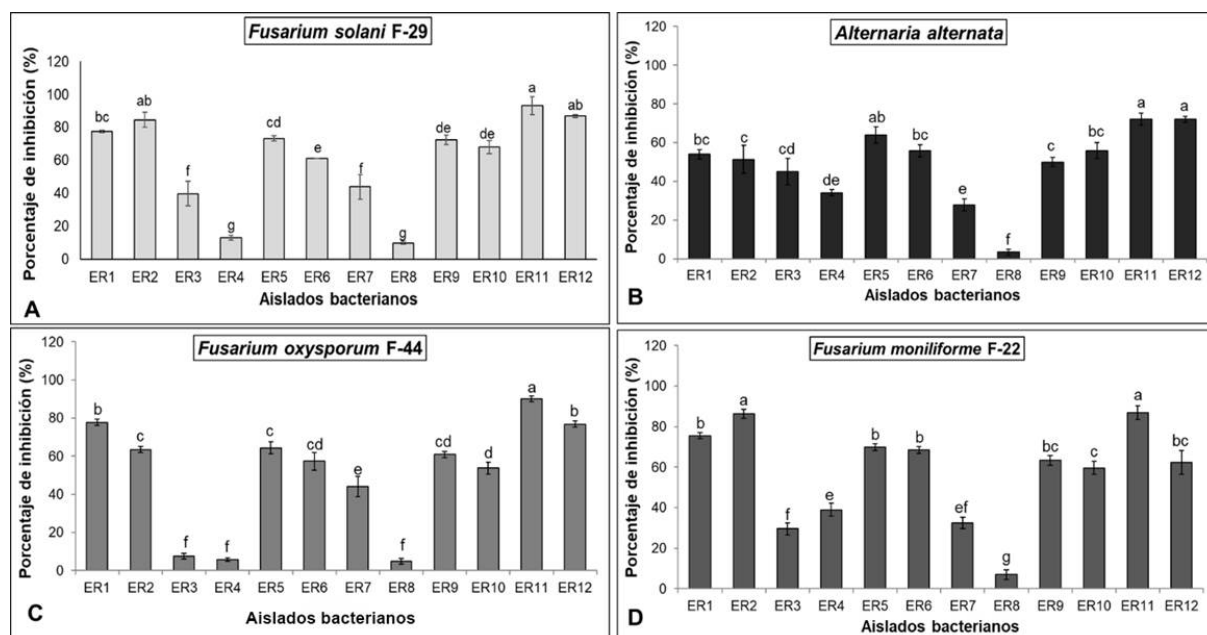 Fusarium solani F-29
Porcentaje de inhibición (%)
120
100
80
60
40
20
0
bc ab f g cd e f g de de a ab
ER1 ER2 ER3 ER4 ER5 ER6 ER7 ER8 ER9 ER10 ER11 ER12
Aislados bacterianos
A
Alternaria alternata
Porcentaje de inhibición (%)
120
100
80
60
40
20
0
bc c cd de ab bc e f c bc a a
ER1 ER2 ER3 ER4 ER5 ER6 ER7 ER8 ER9 ER10 ER11 ER12
Aislados bacterianos
B
Fusarium oxysporum F-44
Porcentaje de inhibición (%)
120
100
80
60
40
20
0
b c f f c cd e f cd d a b
ER1 ER2 ER3 ER4 ER5 ER6 ER7 ER8 ER9 ER10 ER11 ER12
Aislados bacterianos
C
Fusarium moniliforme F-22
Porcentaje de inhibición (%)
120
100
80
60
40
20
0
b a f e b b ef g bc c a bc
ER1 ER2 ER3 ER4 ER5 ER6 ER7 ER8 ER9 ER10 ER11 ER12
Aislados bacterianos
D